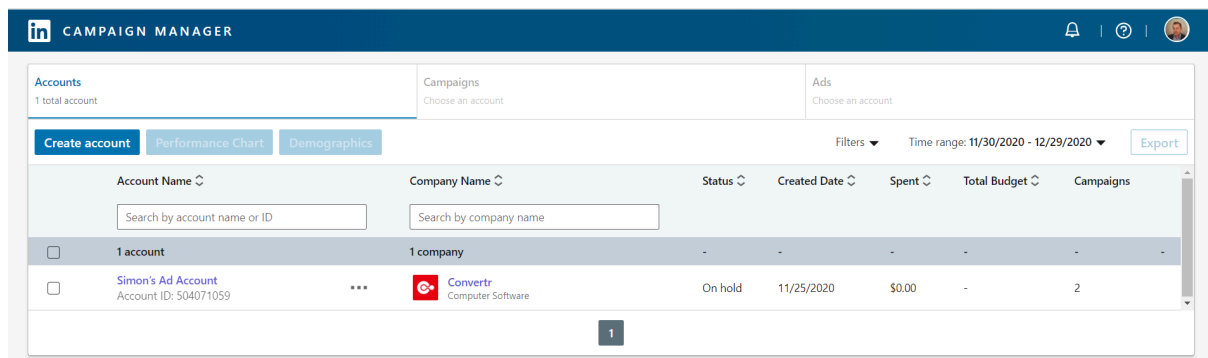 in CAMPAIGN MANAGER
Accounts
1 total account
Campaigns
Choose an account
Ads
Choose an account
Create account Performance Chart Demographics Filters Time range: 11/30/2020 - 12/29/2020 Export
Account Name Company Name Status Created Date Spent Total Budget Campaigns
Search by account name or ID Search by company name
1 account 1 company - - - - - -
Simon's Ad Account
Account ID: 504071059
Convertr
Computer Software
On hold 11/25/2020 $0.00 - 2
1